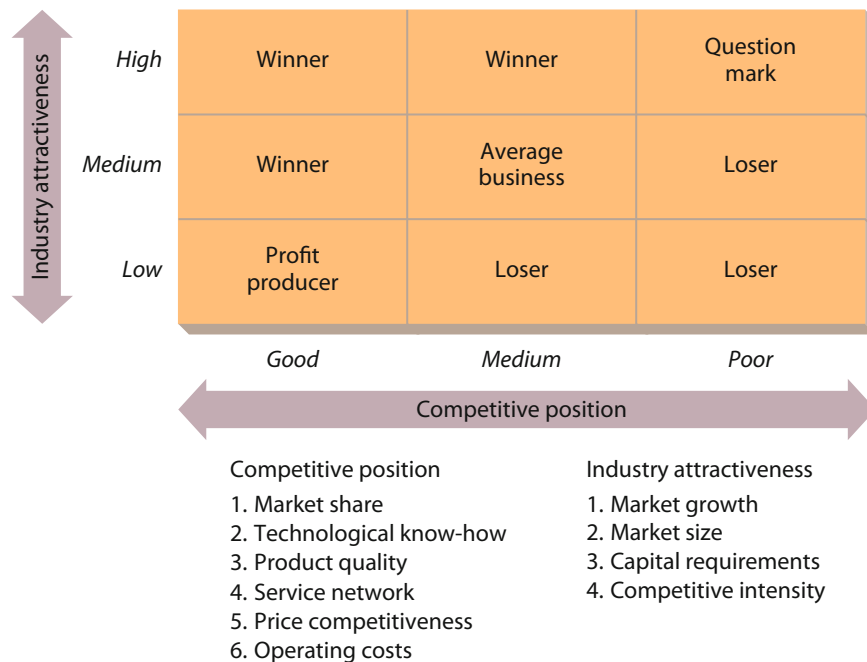 Industry attractiveness
High
Winner
Winner
Question
mark
Medium
Winner
Average
business
Loser
Low
Profit
producer
Loser
Loser
Good
Medium
Poor
Competitive position
Competitive position
1. Market share
2. Technological know-how
3. Product quality
4. Service network
5. Price competitiveness
6. Operating costs
Industry attractiveness
1. Market growth
2. Market size
3. Capital requirements
4. Competitive intensity